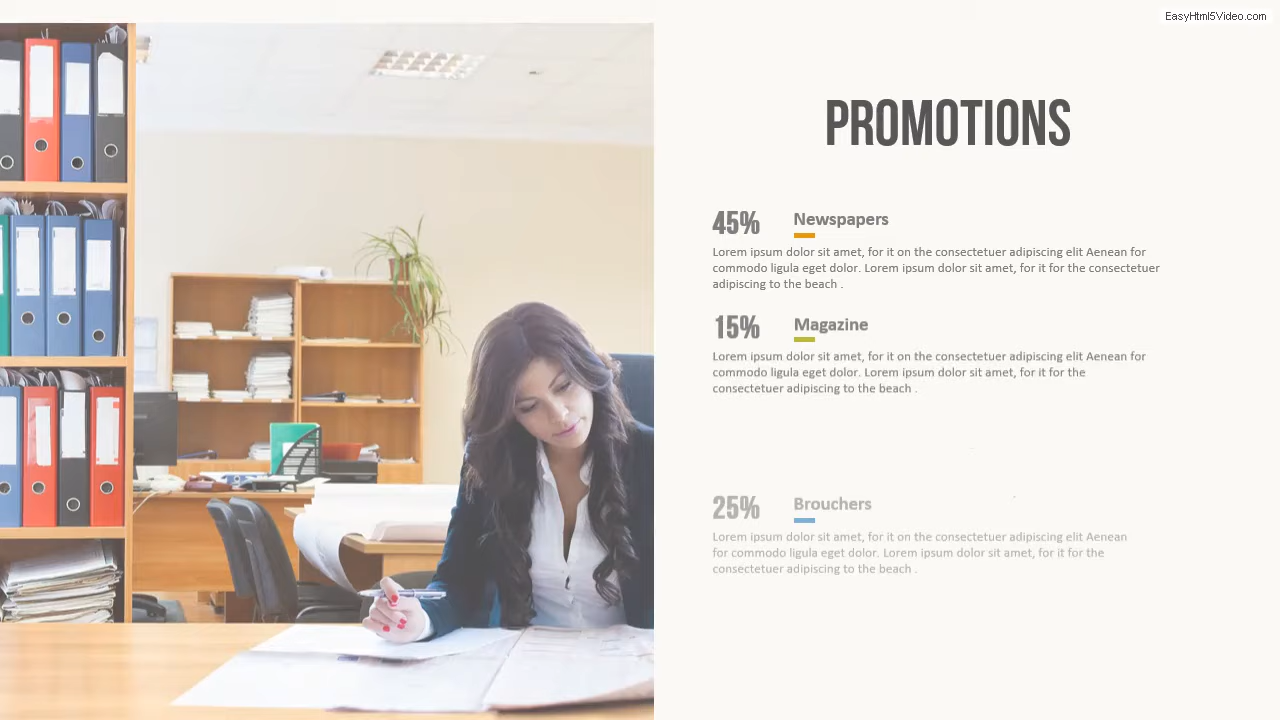 EasyHtml5Video.com
PROMOTIONS
45% Newspapers
Lorem ipsum dolor sit amet, for it on the consectetuer adipiscing elit Aenean for
commodo ligula eget dolor. Lorem ipsum dolor sit amet, for it for the consectetuer
adipiscing to the beach .
15% Magazine
Lorem ipsum dolor sit amet, for it on the consectetuer adipiscing elit Aenean for
commodo ligula eget dolor. Lorem ipsum dolor sit amet, for it for the
consectetuer adipiscing to the beach .
25% Brouchers
Lorem ipsum dolor sit amet, for it on the consectetuer adipiscing elit Aenean
for commodo ligula eget dolor. Lorem ipsum dolor sit amet, for it for the
consectetuer adipiscing to the beach .